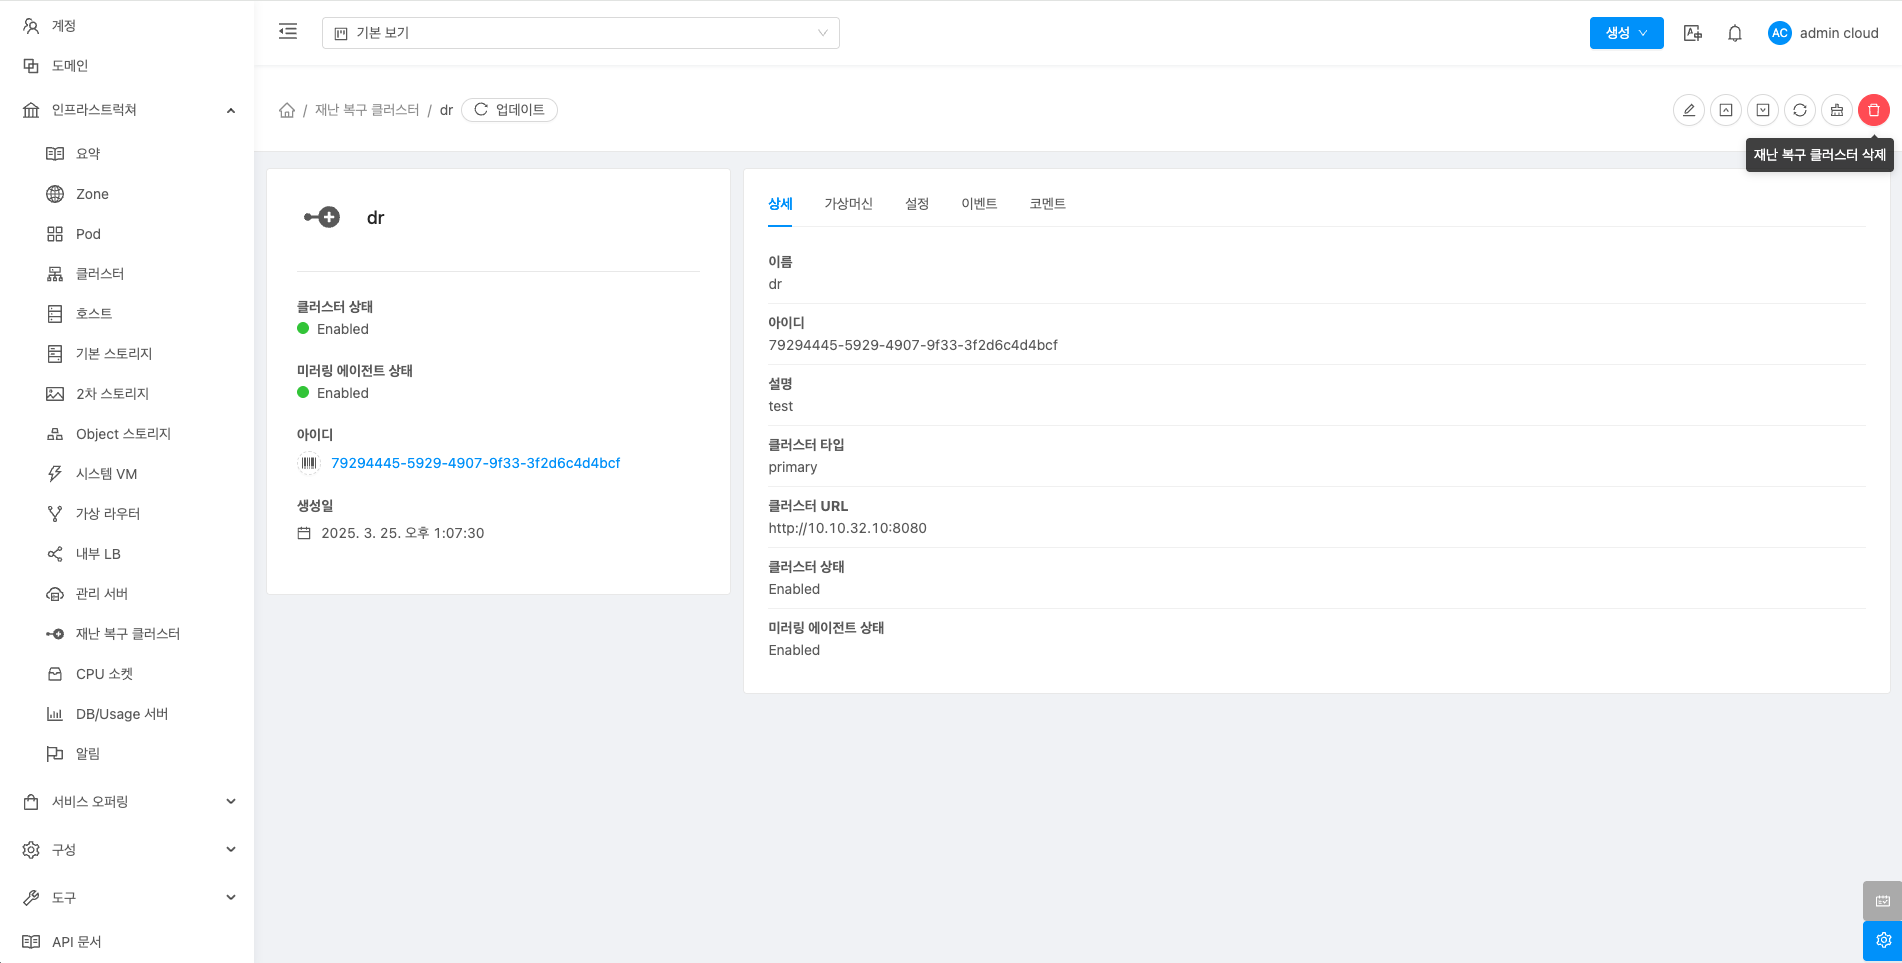 계정
도메인
인프라스트럭쳐
요약
Zone
Pod
클러스터
호스트
기본 스토리지
2차 스토리지
Object 스토리지
시스템 VM
가상 라우터
내부 LB
관리 서버
재난 복구 클러스터
CPU 소켓
DB/Usage 서버
알림
서비스 오퍼링
구성
도구
API 문서
기본 보기
생성
AC admin cloud
/ 재난 복구 클러스터 / dr 업데이트
재난 복구 클러스터 삭제
dr
클러스터 상태
Enabled
미러링 에이전트 상태
Enabled
아이디
79294445-5929-4907-9f33-3f2d6c4d4bcf
생성일
2025. 3. 25. 오후 1:07:30
상세 가상머신 설정 이벤트 코멘트
이름
dr
아이디
79294445-5929-4907-9f33-3f2d6c4d4bcf
설명
test
클러스터 타입
primary
클러스터 URL
http://10.10.32.10:8080
클러스터 상태
Enabled
미러링 에이전트 상태
Enabled